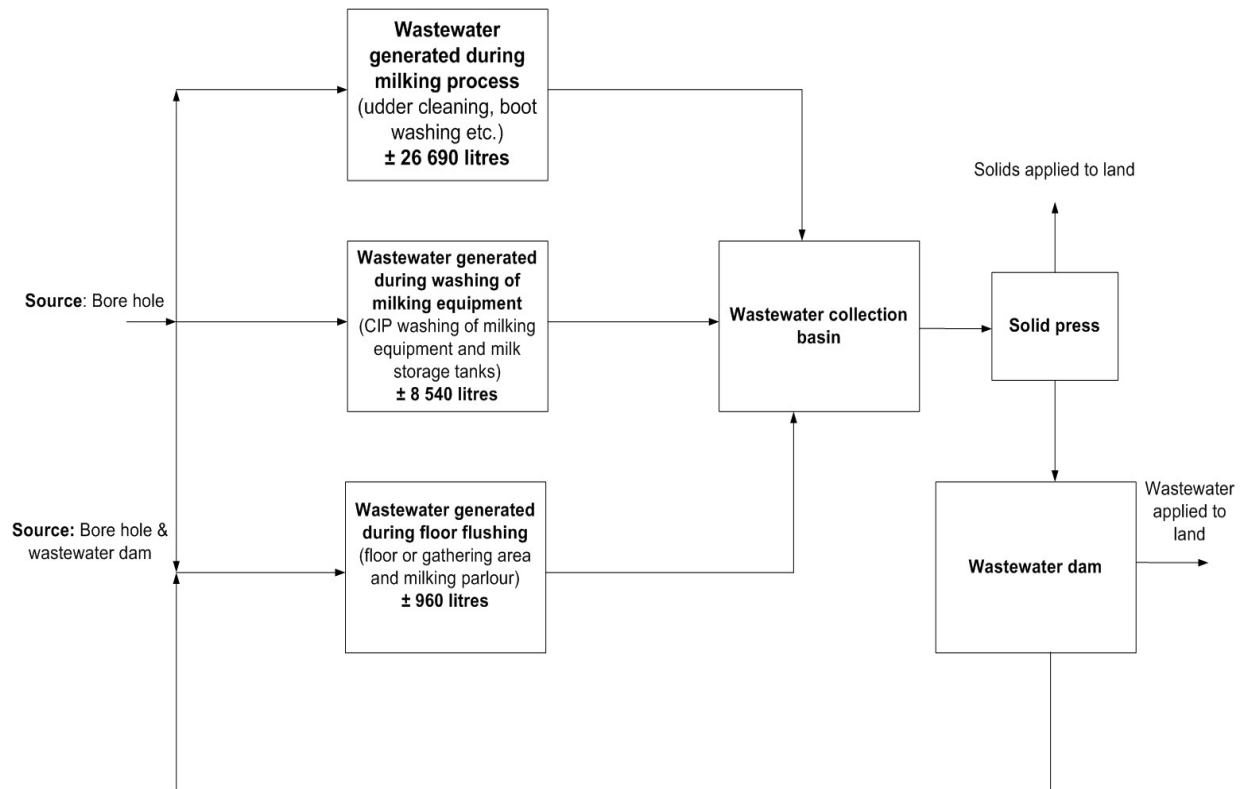 Wastewater
generated during
milking process
(udder cleaning, boot
washing etc.)
± 26 690 litres
Solids applied to land
Source: Bore hole
Wastewater generated
during washing of
milking equipment
(CIP washing of milking
equipment and milk
storage tanks)
± 8 540 litres
Wastewater collection
basin
Solid press
Source: Bore hole &
wastewater dam
Wastewater generated
during floor flushing
(floor or gathering area
and milking parlour)
± 960 litres
Wastewater dam
Wastewater
applied to
land